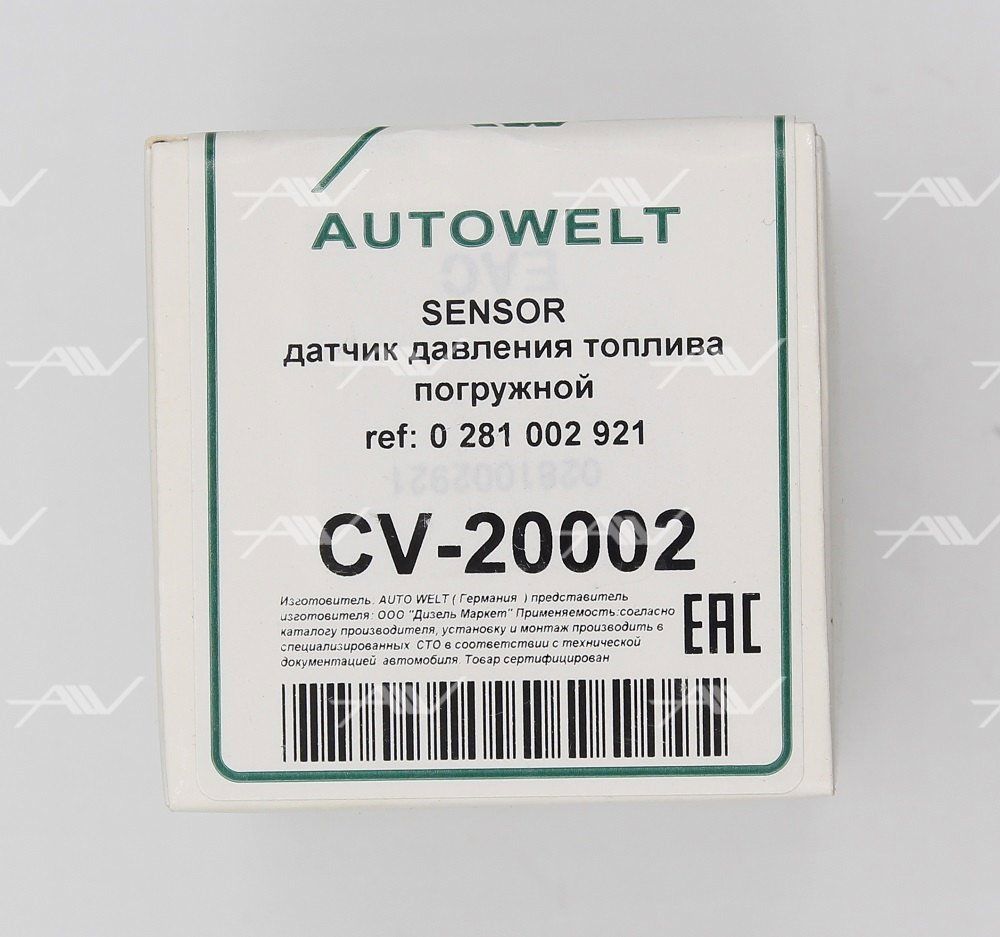 AUTOWELT
EAC
SENSOR
датчик давления топлива
погружной
ref: 0 281 002 921
0281002921
CV-20002
Изготовитель. AUTO WELT ( Германия ) представитель
изготовителя: ООО "Дизель Маркет" Применяемость:согласно
каталогу производителя, установку и монтаж производить в
специализированных СТО в соответствии с технической
документацией автомобиля. Товар сертифицирован
EAC